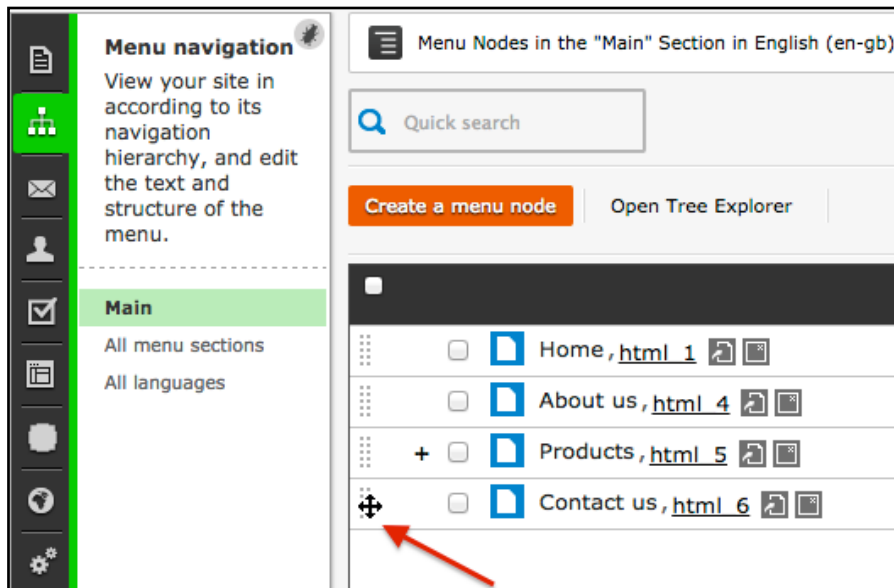 Menu navigation
View your site in
according to its
navigation
hierarchy, and edit
the text and
structure of the
menu.
Main
All menu sections
All languages
Menu Nodes in the "Main" Section in English (en-gb)
Quick search
Create a menu node
Open Tree Explorer
Home, html_1
About us, html_4
+ Products, html_5
Contact us, html_6